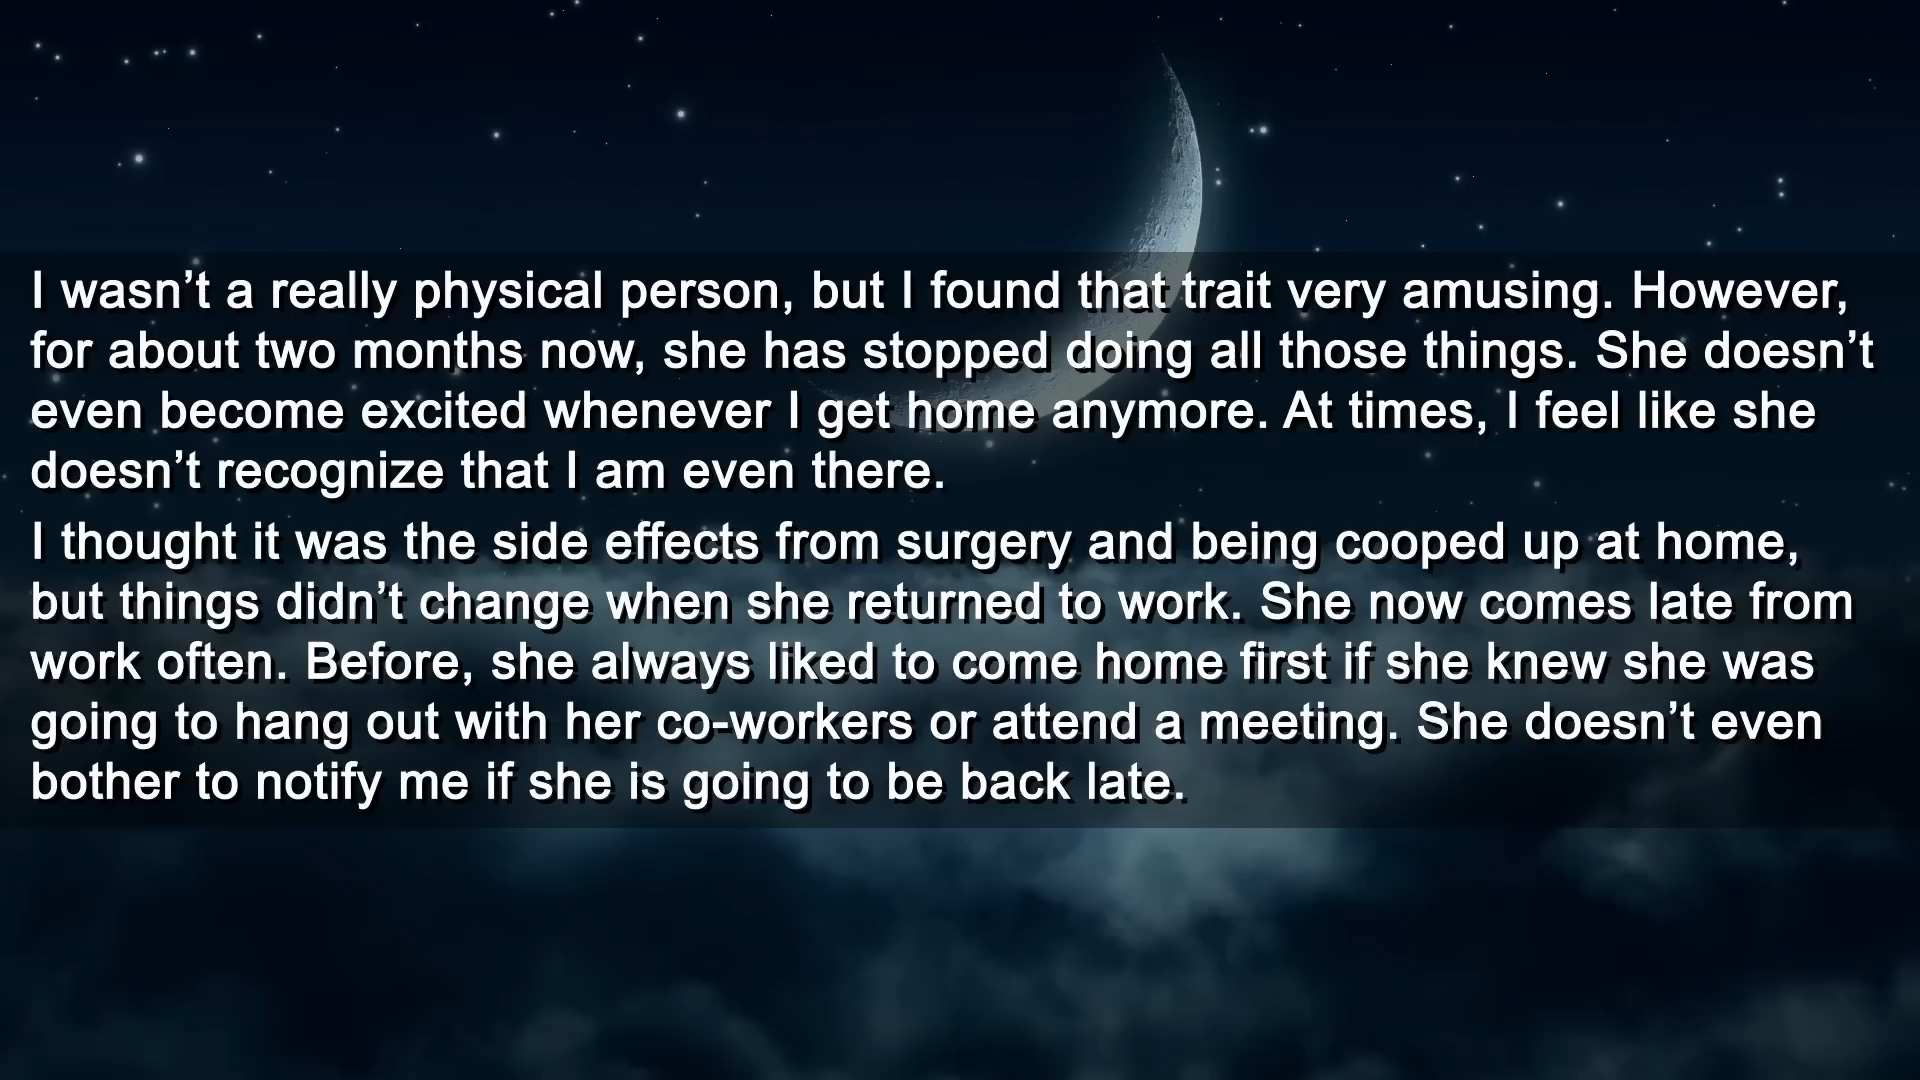 I wasn’t a really physical person, but I found that trait very amusing. However,
for about two months now, she has stopped doing all those things. She doesn’t
even become excited whenever I get home anymore. At times, I feel like she
doesn’t recognize that I am even there.
I thought it was the side effects from surgery and being cooped up at home,
but things didn’t change when she returned to work. She now comes late from
work often. Before, she always liked to come home first if she knew she was
going to hang out with her co-workers or attend a meeting. She doesn’t even
bother to notify me if she is going to be back late.